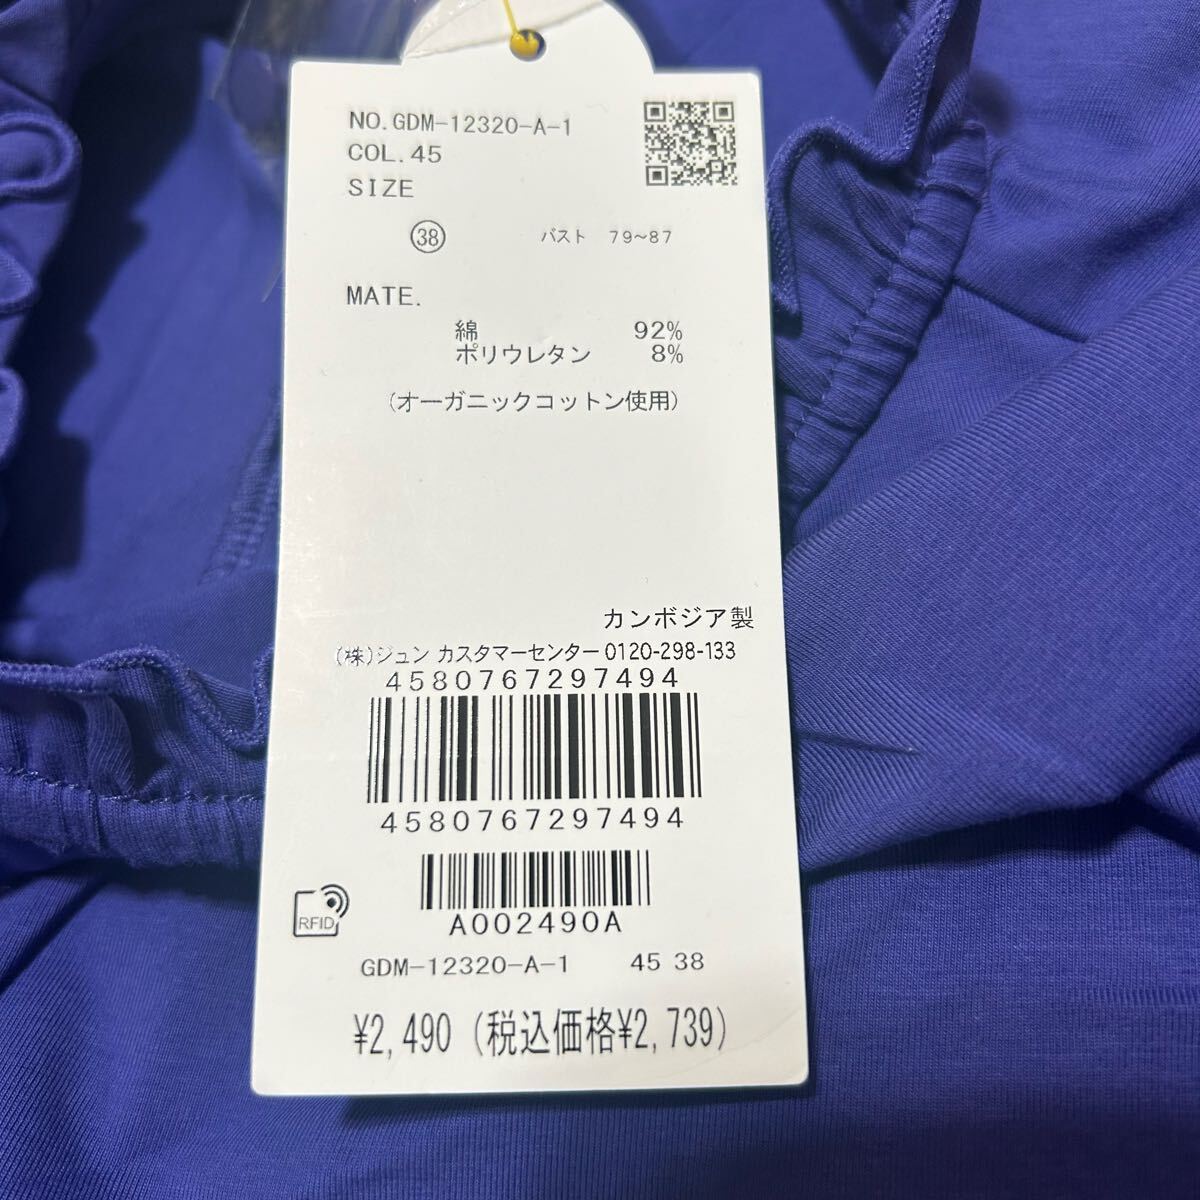 NO.GDM-12320-A-1
COL.45
SIZE
38 バスト 79~87
MATE.
綿 92%
ポリウレタン 8%
(オーガニックコットン使用)
カンボジア製
(株)ジュン カスタマーセンター 0120-298-133
4580767297494
4580767297494
RFID
A002490A
GDM-12320-A-1 45 38
¥2,490 (税込価格¥2,739)